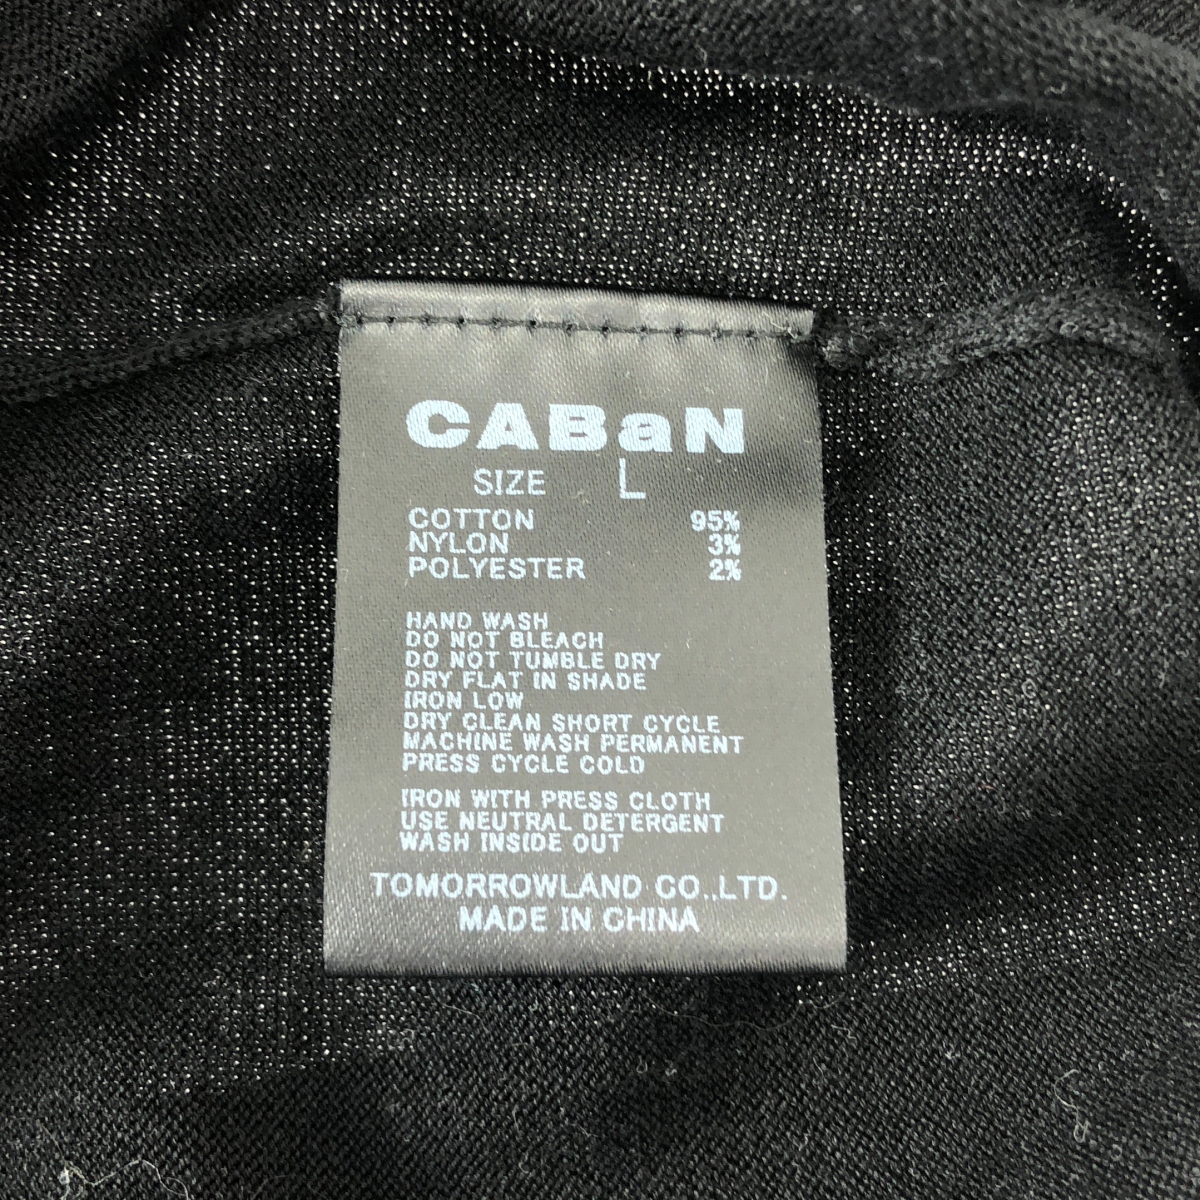 CABaN
SIZE L
COTTON 95%
NYLON 3%
POLYESTER 2%
HAND WASH
DO NOT BLEACH
DO NOT TUMBLE DRY
DRY FLAT IN SHADE
IRON LOW
DRY CLEAN SHORT CYCLE
MACHINE WASH PERMANENT
PRESS CYCLE COLD
IRON WITH PRESS CLOTH
USE NEUTRAL DETERGENT
WASH INSIDE OUT
TOMORROWLAND CO.,LTD.
MADE IN CHINA